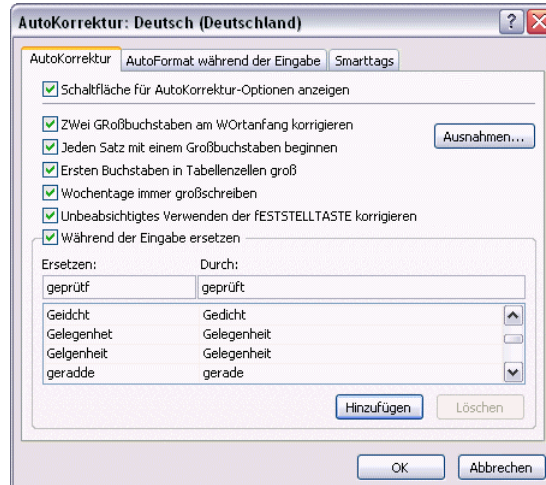 AutoKorrektur: Deutsch (Deutschland)
AutoKorrektur AutoFormat während der Eingabe Smarttags
Schaltfläche für AutoKorrektur-Optionen anzeigen
ZWei GRoßbuchstaben am WOrtanfang korrigieren
Ausnahmen...
Jeden Satz mit einem Großbuchstaben beginnen
Ersten Buchstaben in Tabellenzellen groß
Wochentage immer großschreiben
Unbeabsichtigtes Verwenden der fESTSTELLTASTE korrigieren
Während der Eingabe ersetzen
Ersetzen: Durch:
geprütf geprüft
Geidcht Gedicht
Gelegenhet Gelegenheit
Gelgenheit Gelegenheit
geradde gerade
Hinzufügen Löschen
OK Abbrechen